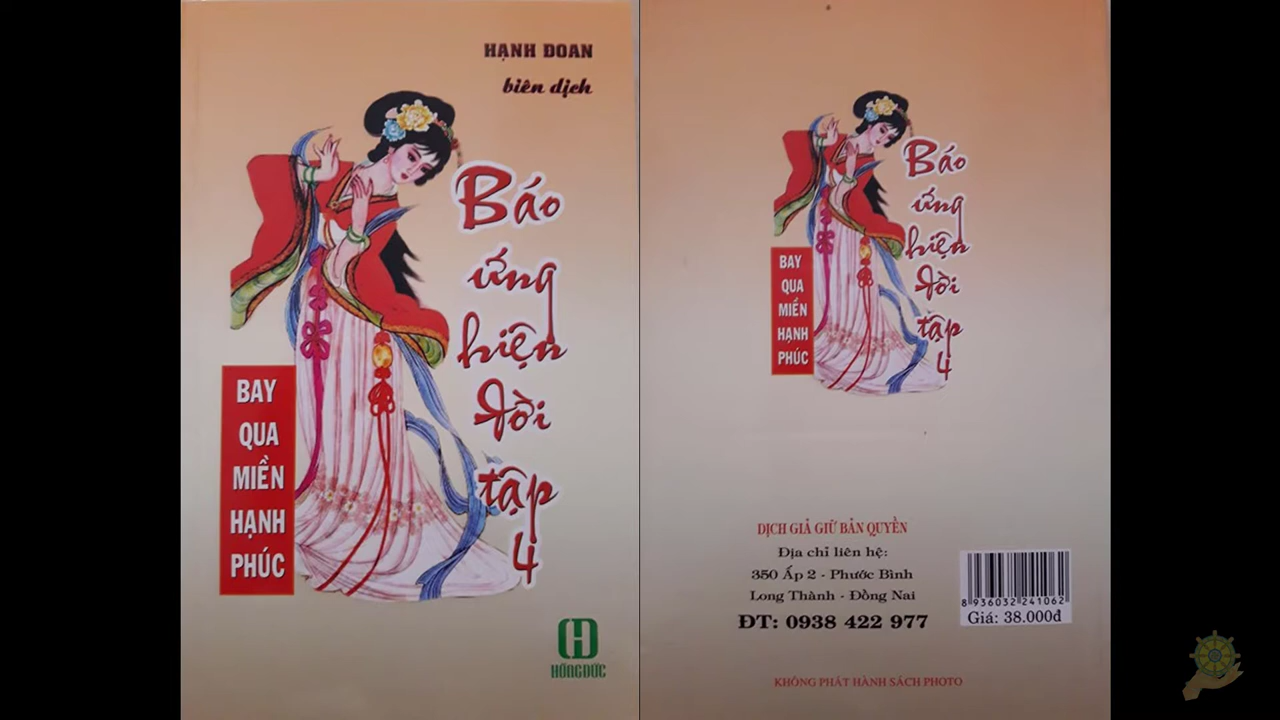 HẠNH ĐOAN
biên dịch
Báo
ứng
hiện
đời
tập
4
BAY
QUA
MIỀN
HẠNH
PHÚC
HỒNG ĐỨC
Báo
ứng
hiện
đời
tập
4
BAY
QUA
MIỀN
HẠNH
PHÚC
DỊCH GIẢ GIỮ BẢN QUYỀN
Địa chỉ liên hệ:
350 Ấp 2 - Phước Bình
Long Thành - Đồng Nai
ĐT: 0938 422 977
8 936032 241062
Giá: 38.000đ
KHÔNG PHÁT HÀNH SÁCH PHOTO